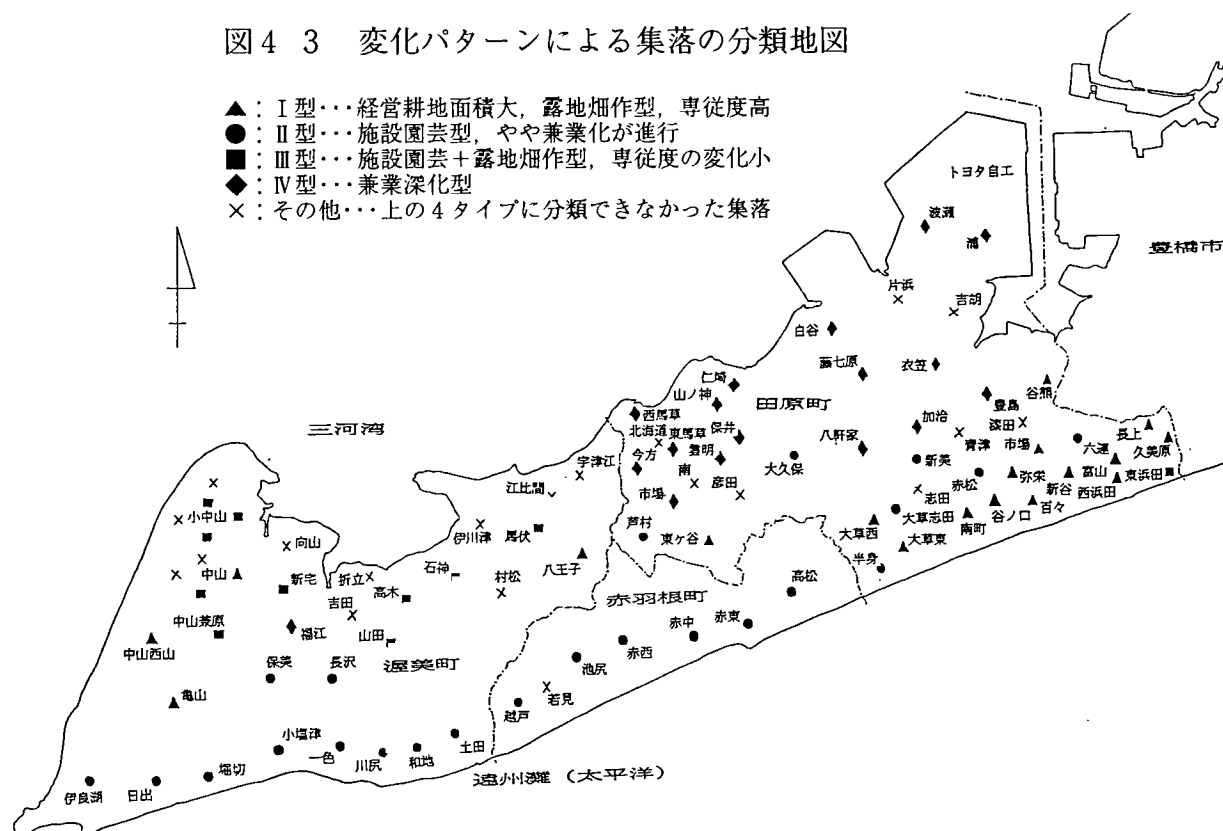 図4 3 変化パターンによる集落の分類地図
▲：Ⅰ型･･･経営耕地面積大，露地畑作型，専従度高
●：Ⅱ型･･･施設園芸型，やや兼業化が進行
■：Ⅲ型･･･施設園芸＋露地畑作型，専従度の変化小
◆：Ⅳ型･･･兼業深化型
×：その他･･･上の4タイプに分類できなかった集落
トヨタ自工
波瀬
浦
豊橋市
片浜
吉胡
白谷
藤七原
衣笠
谷熊
仁崎
山ノ神
田原町
豊島
西馬草
北海道
東馬草
保井
加治
漆田
長上
三河湾
今方
豊明
八軒家
青津
市場
六連
久美原
宇津江
南
彦田
大久保
新美
赤松
弥栄
新谷
富山
西浜田
東浜田
江比間
市場
志田
小中山
伊川津
馬伏
芦村
東ヶ谷
大草西
大草志田
南町
谷ノ口
百々
向山
石神
村松
八王子
半身
大草東
中山
新宅
折立
高木
高松
吉田
赤羽根町
中山兼原
福江
山田
赤東
中山西山
渥美町
赤中
保美
長沢
赤西
池尻
亀山
若見
越戸
小塩津
土田
一色
川尻
和地
堀切
遠州灘（太平洋）
伊良湖
日出